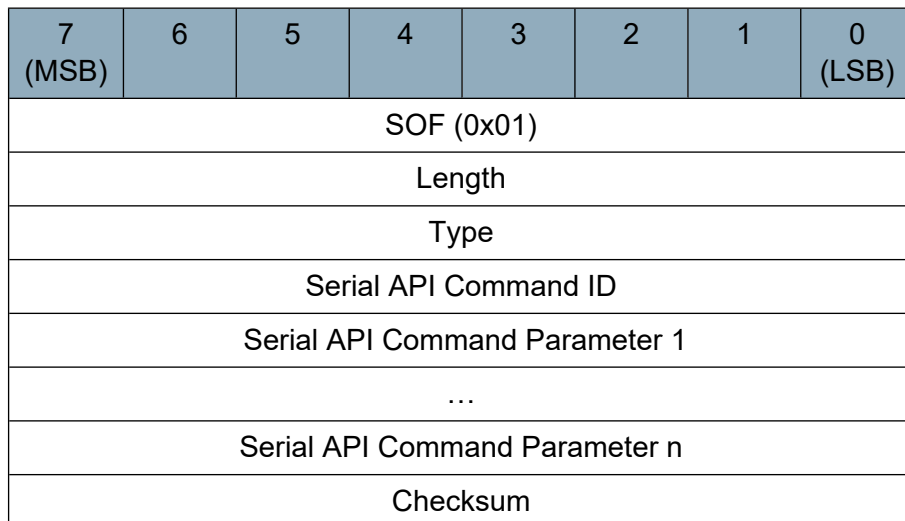 7 6 5 4 3 2 1 0
(MSB) (LSB)
SOF (0x01)
Length
Type
Serial API Command ID
Serial API Command Parameter 1
…
Serial API Command Parameter n
Checksum